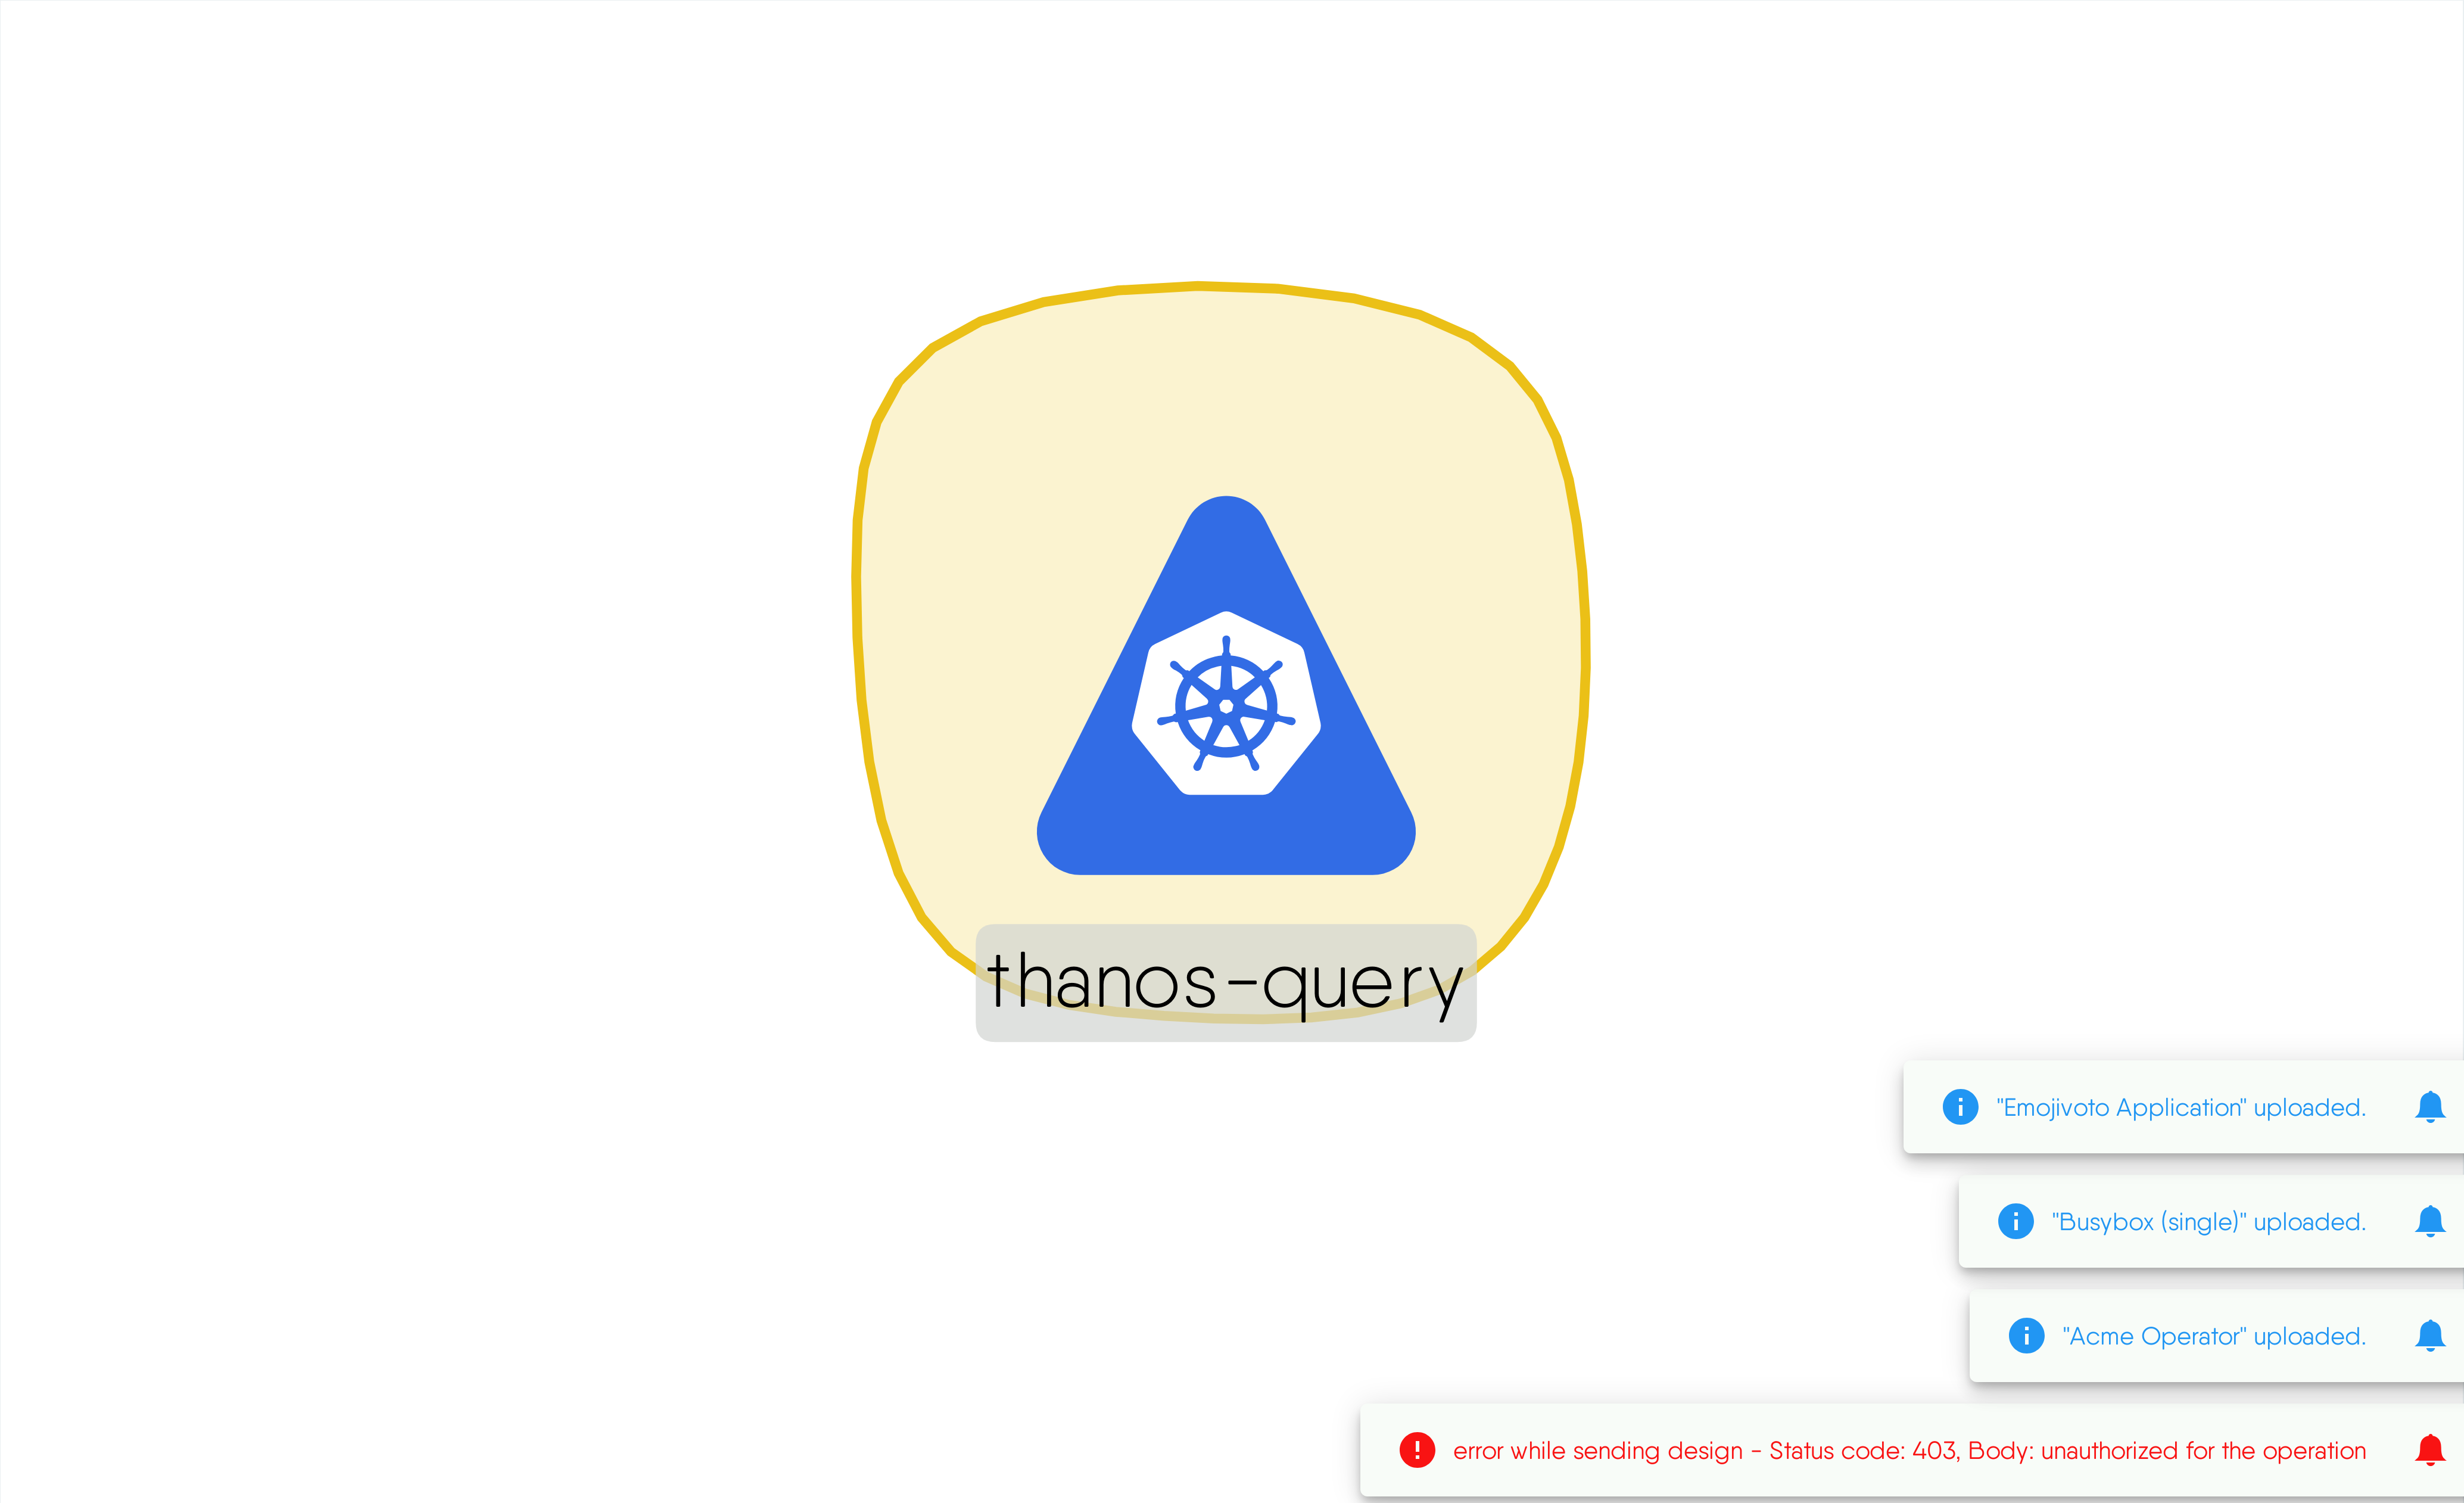 thanos-query
"Emojivoto Application" uploaded.
"Busybox (single)" uploaded.
"Acme Operator" uploaded.
error while sending design - Status code: 403, Body: unauthorized for the operation